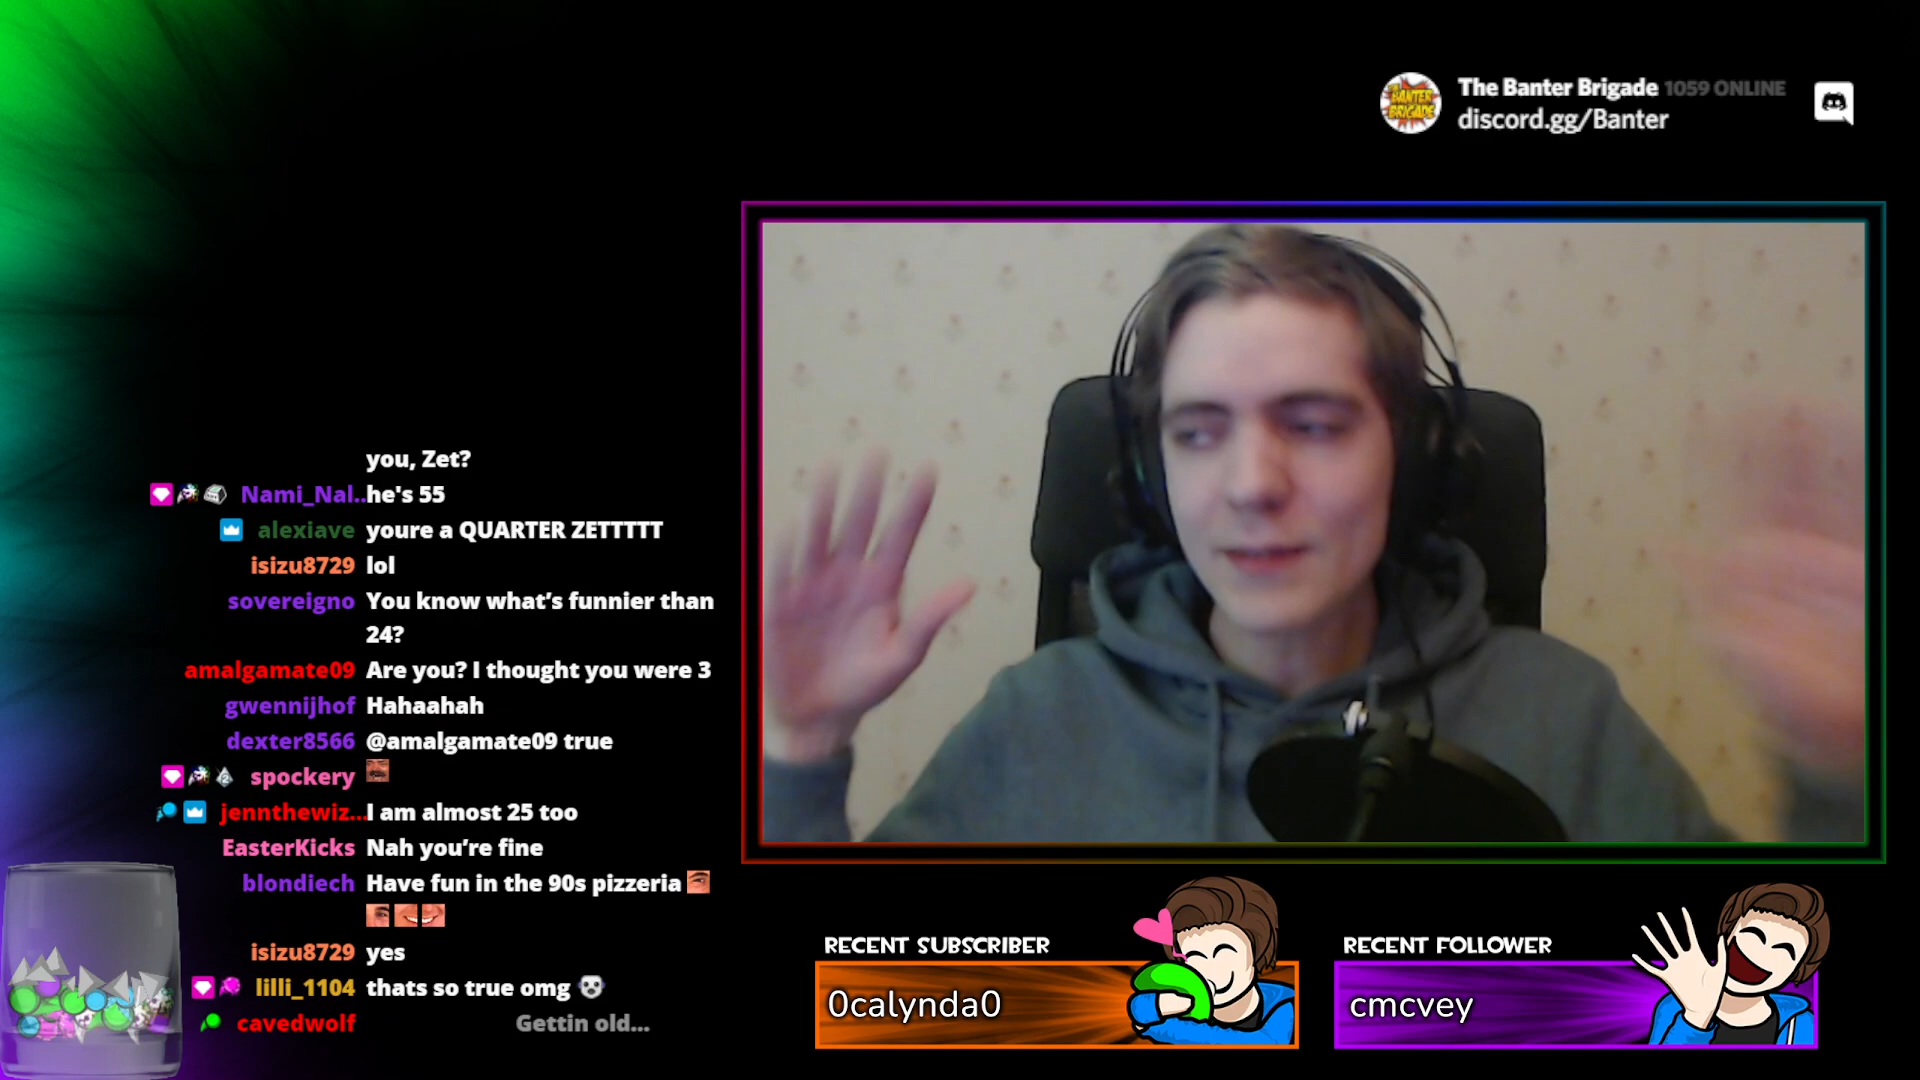 The Banter Brigade 1059 ONLINE
discord.gg/Banter
BANTER
BRIGADE
you, Zet?
Nami_Nal.. he's 55
alexiave youre a QUARTER ZETTTTT
isizu8729 lol
sovereigno You know what’s funnier than
24?
amalgamate09 Are you? I thought you were 3
gwennijhof Hahaahah
dexter8566 @amalgamate09 true
spockery
jennthewiz... I am almost 25 too
EasterKicks Nah you’re fine
blondiech Have fun in the 90s pizzeria
isizu8729 yes
lilli_1104 thats so true omg
cavedwolf Gettin old...
RECENT SUBSCRIBER
0calynda0
RECENT FOLLOWER
cmcvey